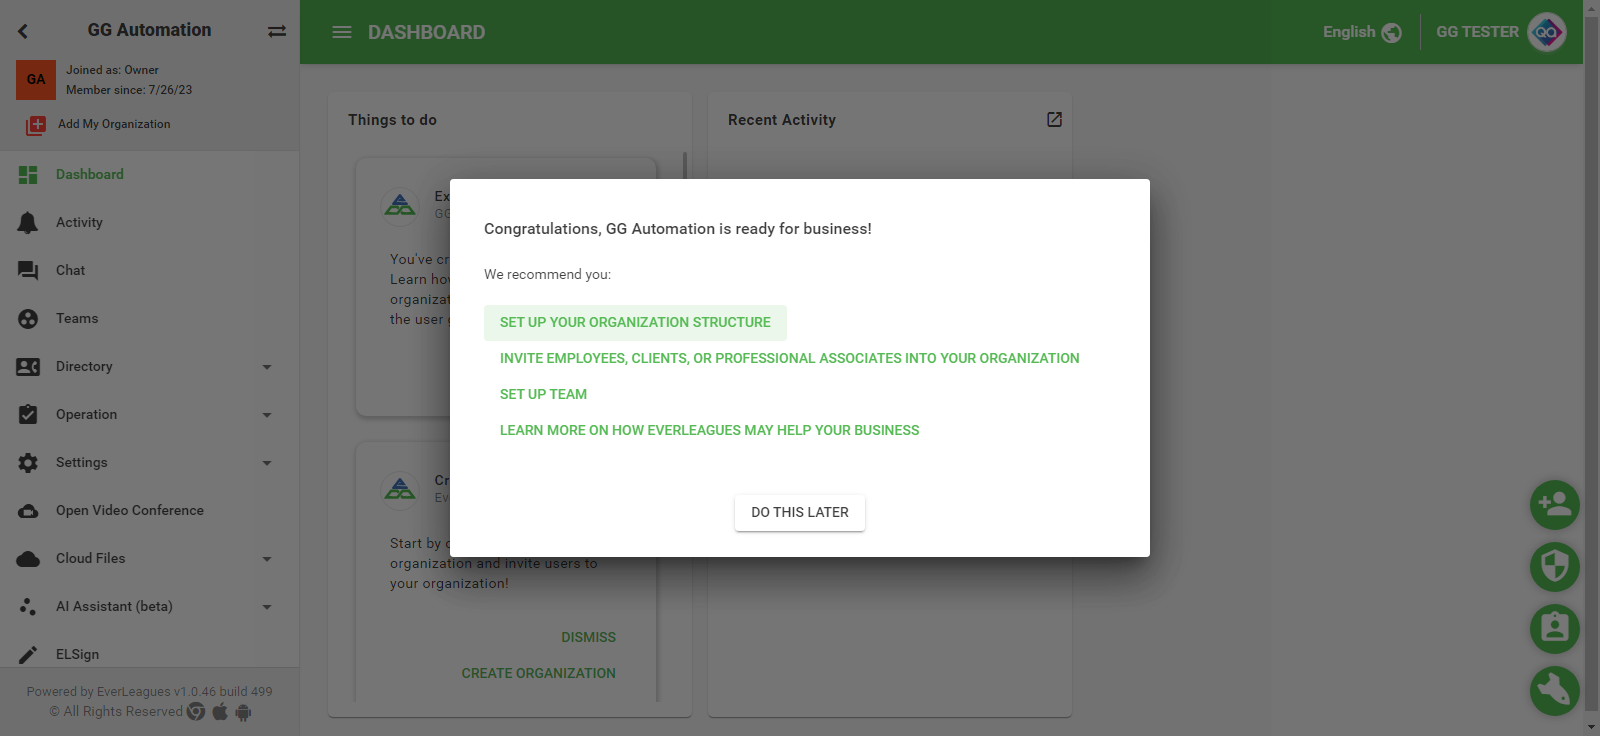 GG Automation
GA
Joined as: Owner
Member since: 7/26/23
Add My Organization
Dashboard
Activity
Chat
Teams
Directory
Operation
Settings
Open Video Conference
Cloud Files
AI Assistant (beta)
ELSign
Powered by EverLeagues v1.0.46 build 499
© All Rights Reserved
DASHBOARD
English
GG TESTER
QA
Things to do
Recent Activity
Ex
GG
You've cr
Learn how
organizat
the user g
Cr
Ev
Start by c
organization and invite users to
your organization!
DISMISS
CREATE ORGANIZATION
Congratulations, GG Automation is ready for business!
We recommend you:
SET UP YOUR ORGANIZATION STRUCTURE
INVITE EMPLOYEES, CLIENTS, OR PROFESSIONAL ASSOCIATES INTO YOUR ORGANIZATION
SET UP TEAM
LEARN MORE ON HOW EVERLEAGUES MAY HELP YOUR BUSINESS
DO THIS LATER